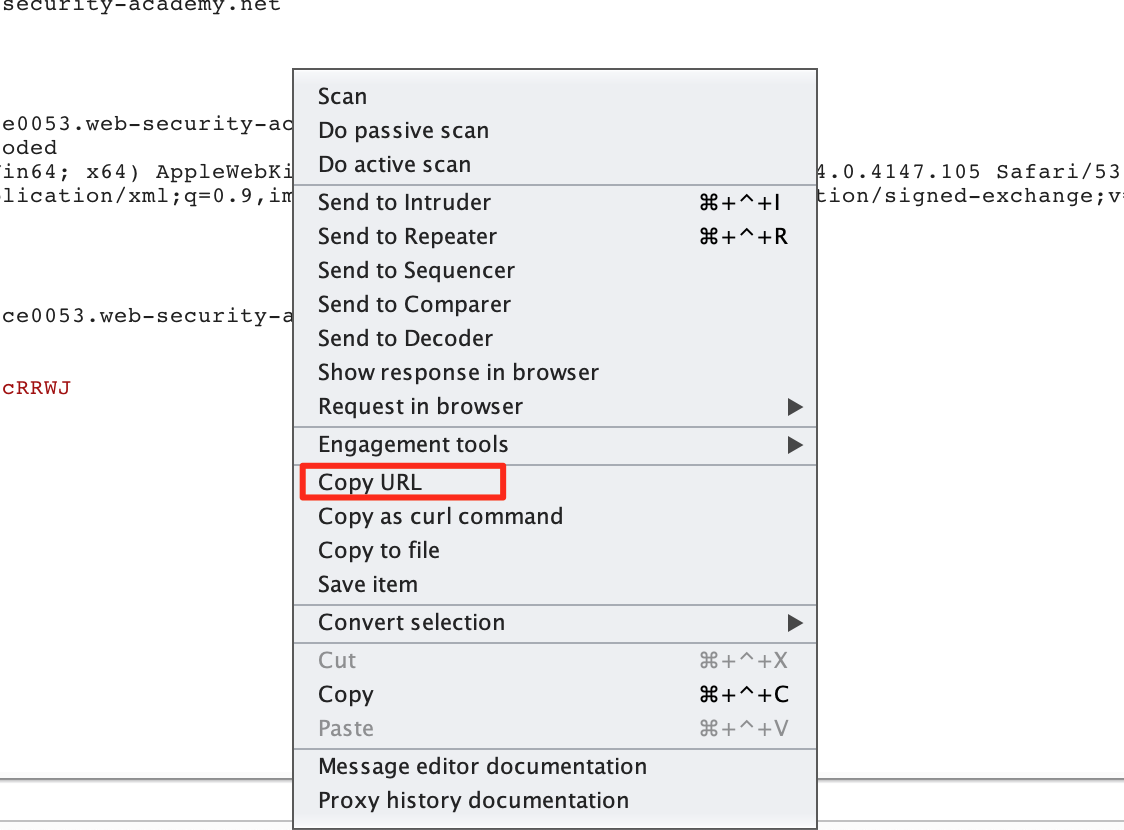 security-academy.net
e0053.web-security-ac
oded
Win64; x64) AppleWebKi 4.0.4147.105 Safari/53
plication/xml;q=0.9,im tion/signed-exchange;v=
ce0053.web-security-a
cRRWJ
Scan
Do passive scan
Do active scan
Send to Intruder ⌘+^+I
Send to Repeater ⌘+^+R
Send to Sequencer
Send to Comparer
Send to Decoder
Show response in browser
Request in browser
Engagement tools
Copy URL
Copy as curl command
Copy to file
Save item
Convert selection
Cut ⌘+^+X
Copy ⌘+^+C
Paste ⌘+^+V
Message editor documentation
Proxy history documentation